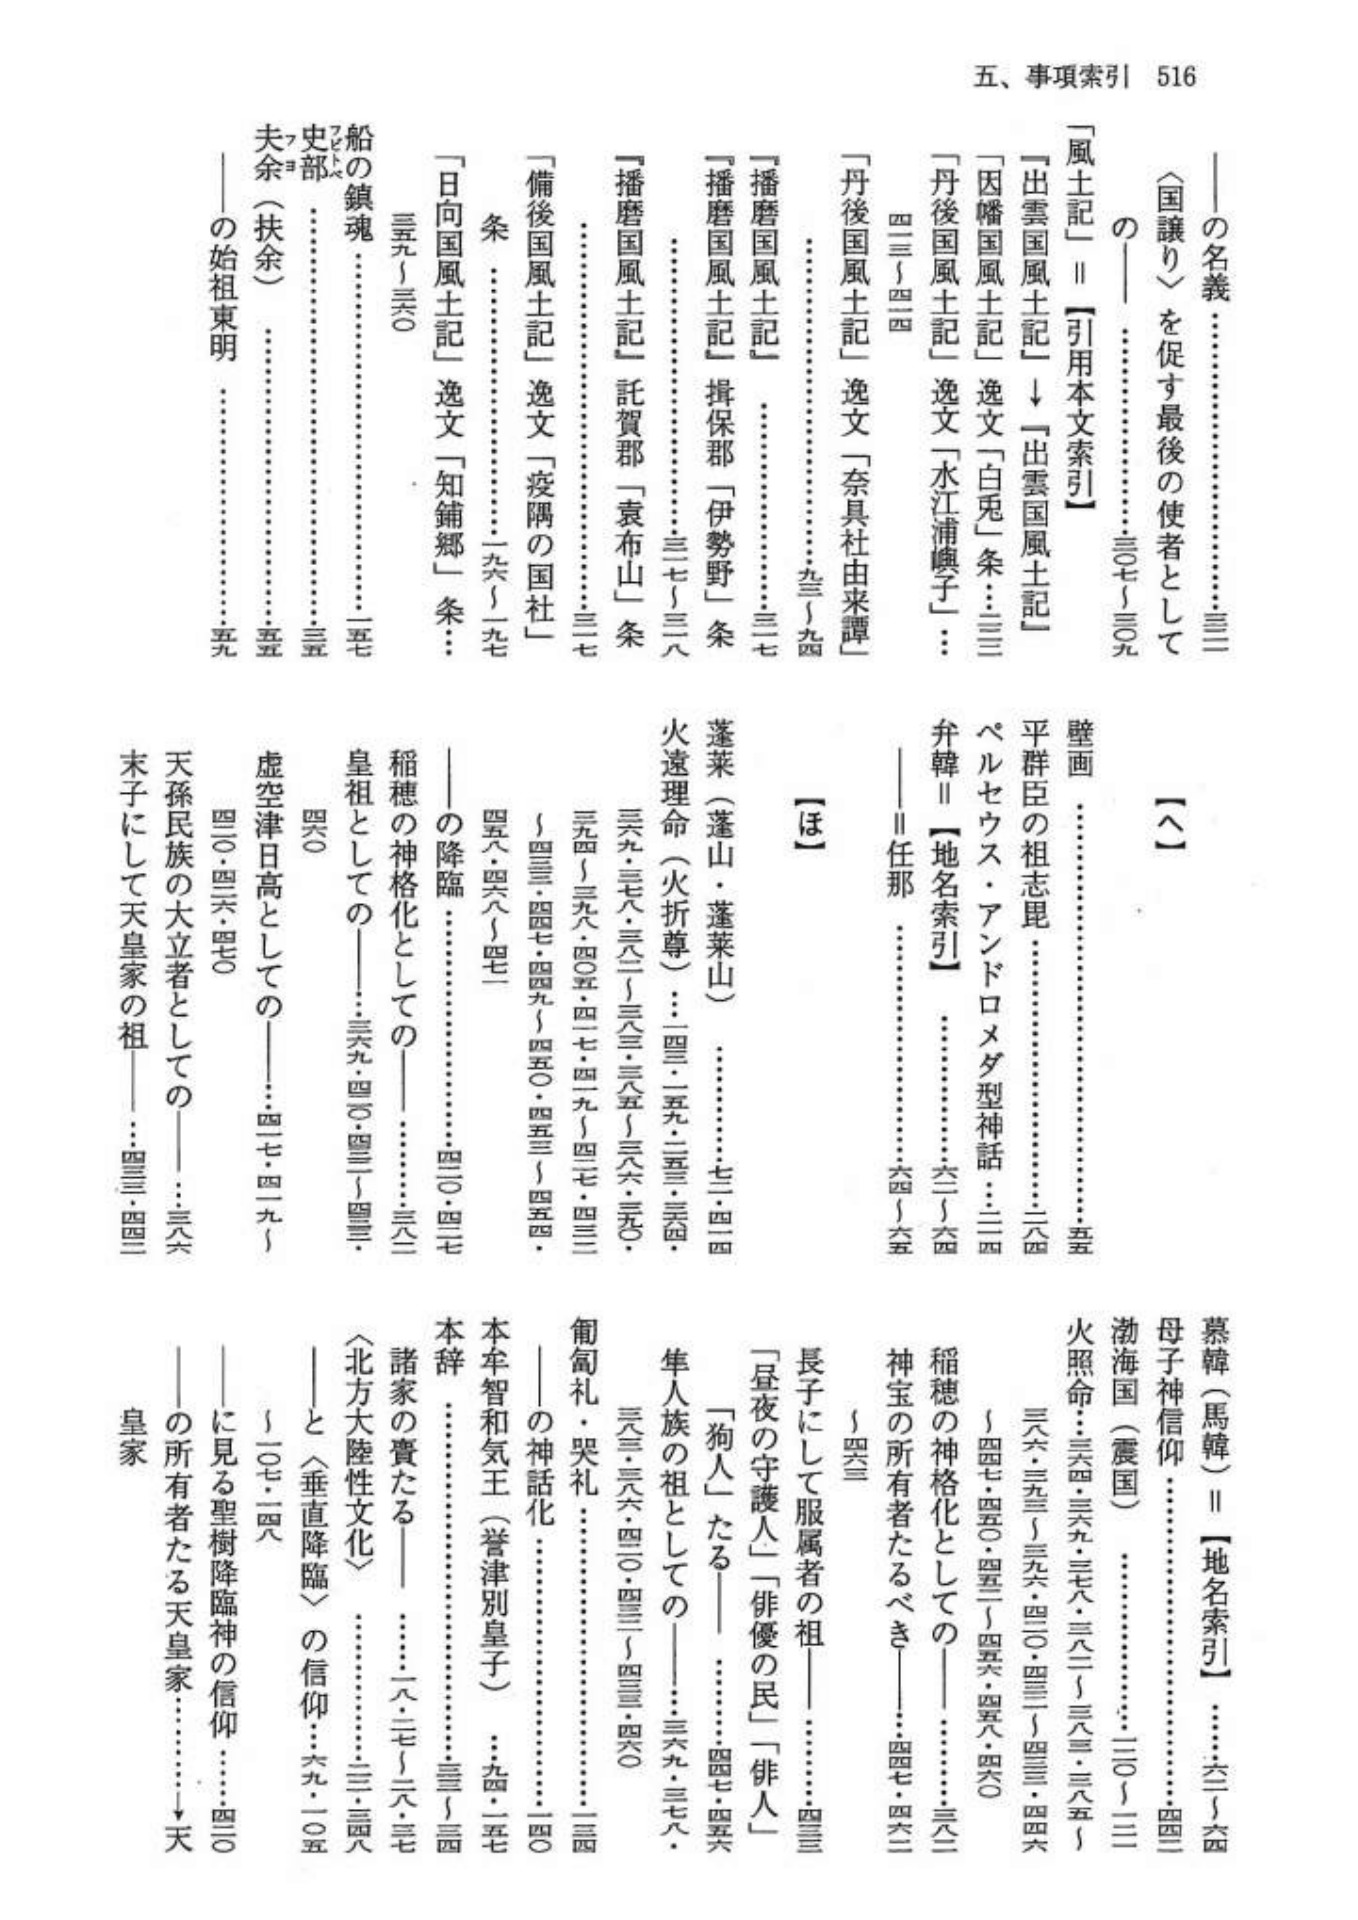 五、事項索引　516
――の名義……………………三二一
〈国譲り〉を促す最後の使者として
の――　……………三〇七〜三〇九
「風土記」＝【引用本文索引】
『出雲国風土記』→『出雲国風土記』
「因幡国風土記」逸文「白兎」条…二二二
「丹後国風土記」逸文「水江浦嶼子」…
四一三〜四一四
「丹後国風土記」逸文「奈具社由来譚」
……………………九三〜九四
『播磨国風土記』　……………三一七
『播磨国風土記』揖保郡「伊勢野」条
……………………三一七〜三一八
『播磨国風土記』託賀郡「袁布山」条
……………………………三一七
「備後国風土記」逸文「疫隅の国社」
条　……………………一九六〜一九七
「日向国風土記」逸文「知鋪郷」条…
三五九〜三六〇
船の鎮魂　……………………一五七
史部フビトベ　……………………………三五
夫余フヨ（扶余）　……………………五五
――の始祖東明　………………五九
【へ】
壁画　……………………………五五
平群臣の祖志毘………………二八四
ペルセウス・アンドロメダ型神話　…二一四
弁韓＝【地名索引】　…………六二〜六四
――＝任那　………………六四〜六五
【ほ】
蓬莱（蓬山・蓬莱山）　………七二・四一四
火遠理命（火折尊）　…一四三・一五九・二五三・三六四・
三六九・三七八・三八二〜三八三・三八五〜三八六・三九〇・
三九四〜三九八・四〇五・四一七・四一九〜四二七・四三二
〜四三三・四四七・四四九〜四五〇・四五三〜四五四・
四五八・四六八〜四七一
――の降臨　………………四二〇・四二七
稲穂の神格化としての――　………三八二
皇祖としての――…三六九・四二〇・四三二〜四三三・
四六〇
虚空津日高としての――…四一七・四一九〜
四二〇・四二六・四七〇
天孫民族の大立者としての――　…三八六
末子にして天皇家の祖――　…四三三・四四二
慕韓（馬韓）＝【地名索引】　……六二〜六四
母子神信仰……………………四四二
渤海国（震国）　……………一二〇〜一二一
火照命…三六四・三六九・三七八・三八二〜三八三・三八五〜
三八六・三九三〜三九六・四二〇・四三二〜四三三・四四六
〜四四七・四五〇・四五二〜四五六・四五八・四六〇
稲穂の神格化としての――　………三八二
神宝の所有者たるべき――……四四七・四六二
〜四六三
長子にして服属者の祖――　………四三三
「昼夜の守護人」「俳優の民」「俳人」
「狗人」たる――　………四四七・四五六
隼人族の祖としての――…三六九・三七八・
三八三・三八六・四二〇・四三二〜四三三・四六〇
匍匐礼・哭礼　………………………一三四
――の神話化　……………………一四〇
本牟智和気王（誉津別皇子）　…九四・一五七
本辞　……………………………三三〜三四
諸家の賷たる――　……一八・二七〜二八・三七
〈北方大陸性文化〉　……………二二・三四八
――と〈垂直降臨〉の信仰…六九・一〇五
〜一〇七・一四八
――に見る聖樹降臨神の信仰　……四二〇
――の所有者たる天皇家………→天
皇家